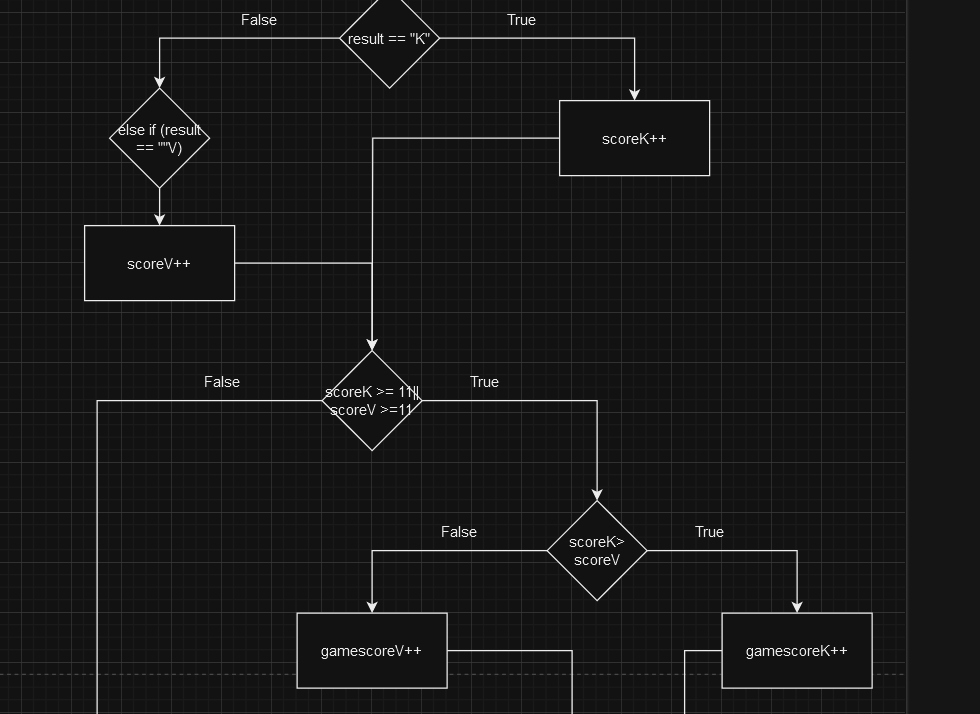 False
True
result == "K"
else if (result
== ""V)
scoreK++
scoreV++
False
True
scoreK >= 11||
scoreV >=11
False
True
scoreK>
scoreV
gamescoreV++
gamescoreK++